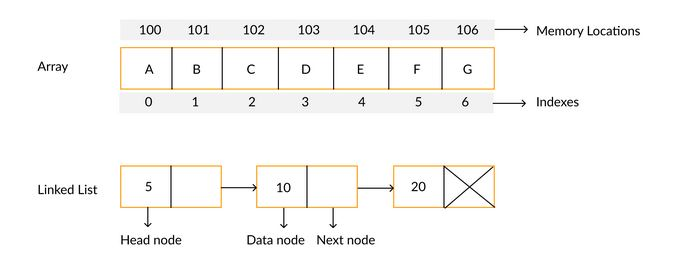 100 101 102 103 104 105 106 Memory Locations
Array A B C D E F G
0 1 2 3 4 5 6 Indexes
Linked List 5 10 20
Head node Data node Next node